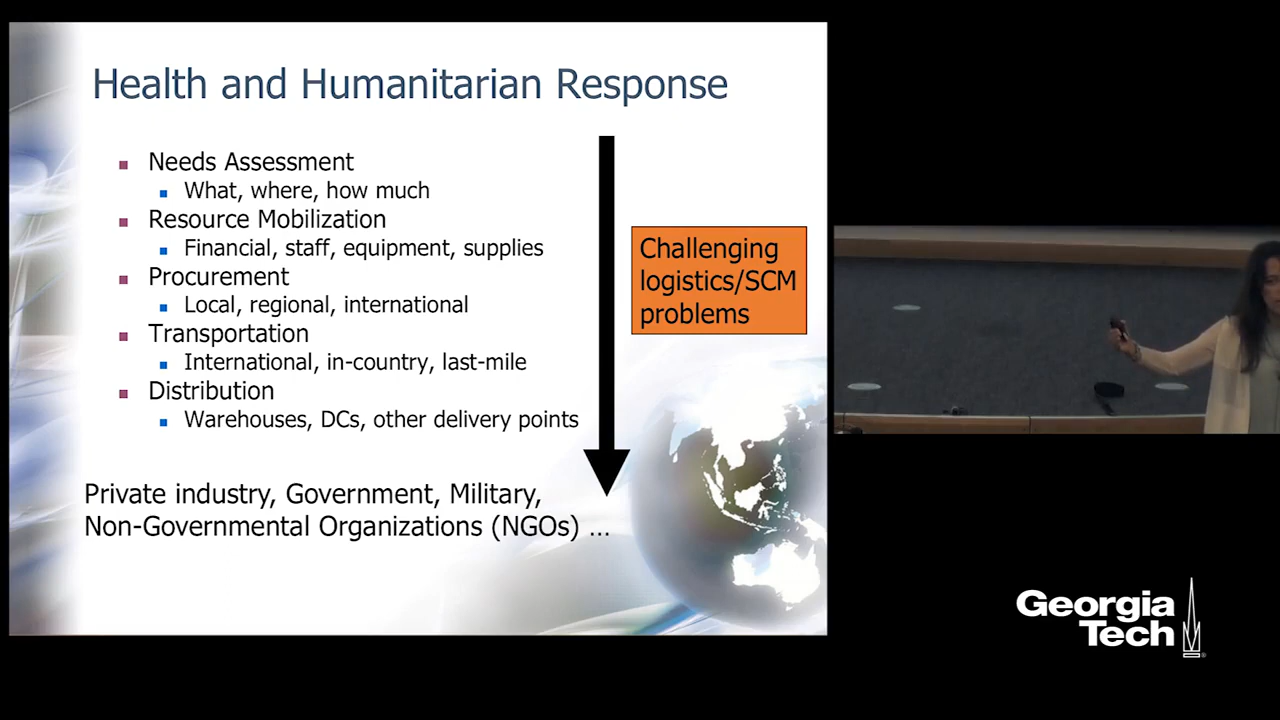 Health and Humanitarian Response
Needs Assessment
What, where, how much
Resource Mobilization
Financial, staff, equipment, supplies
Procurement
Local, regional, international
Transportation
International, in-country, last-mile
Distribution
Warehouses, DCs, other delivery points
Private industry, Government, Military,
Non-Governmental Organizations (NGOs) ...
Challenging
logistics/SCM
problems
Georgia
Tech